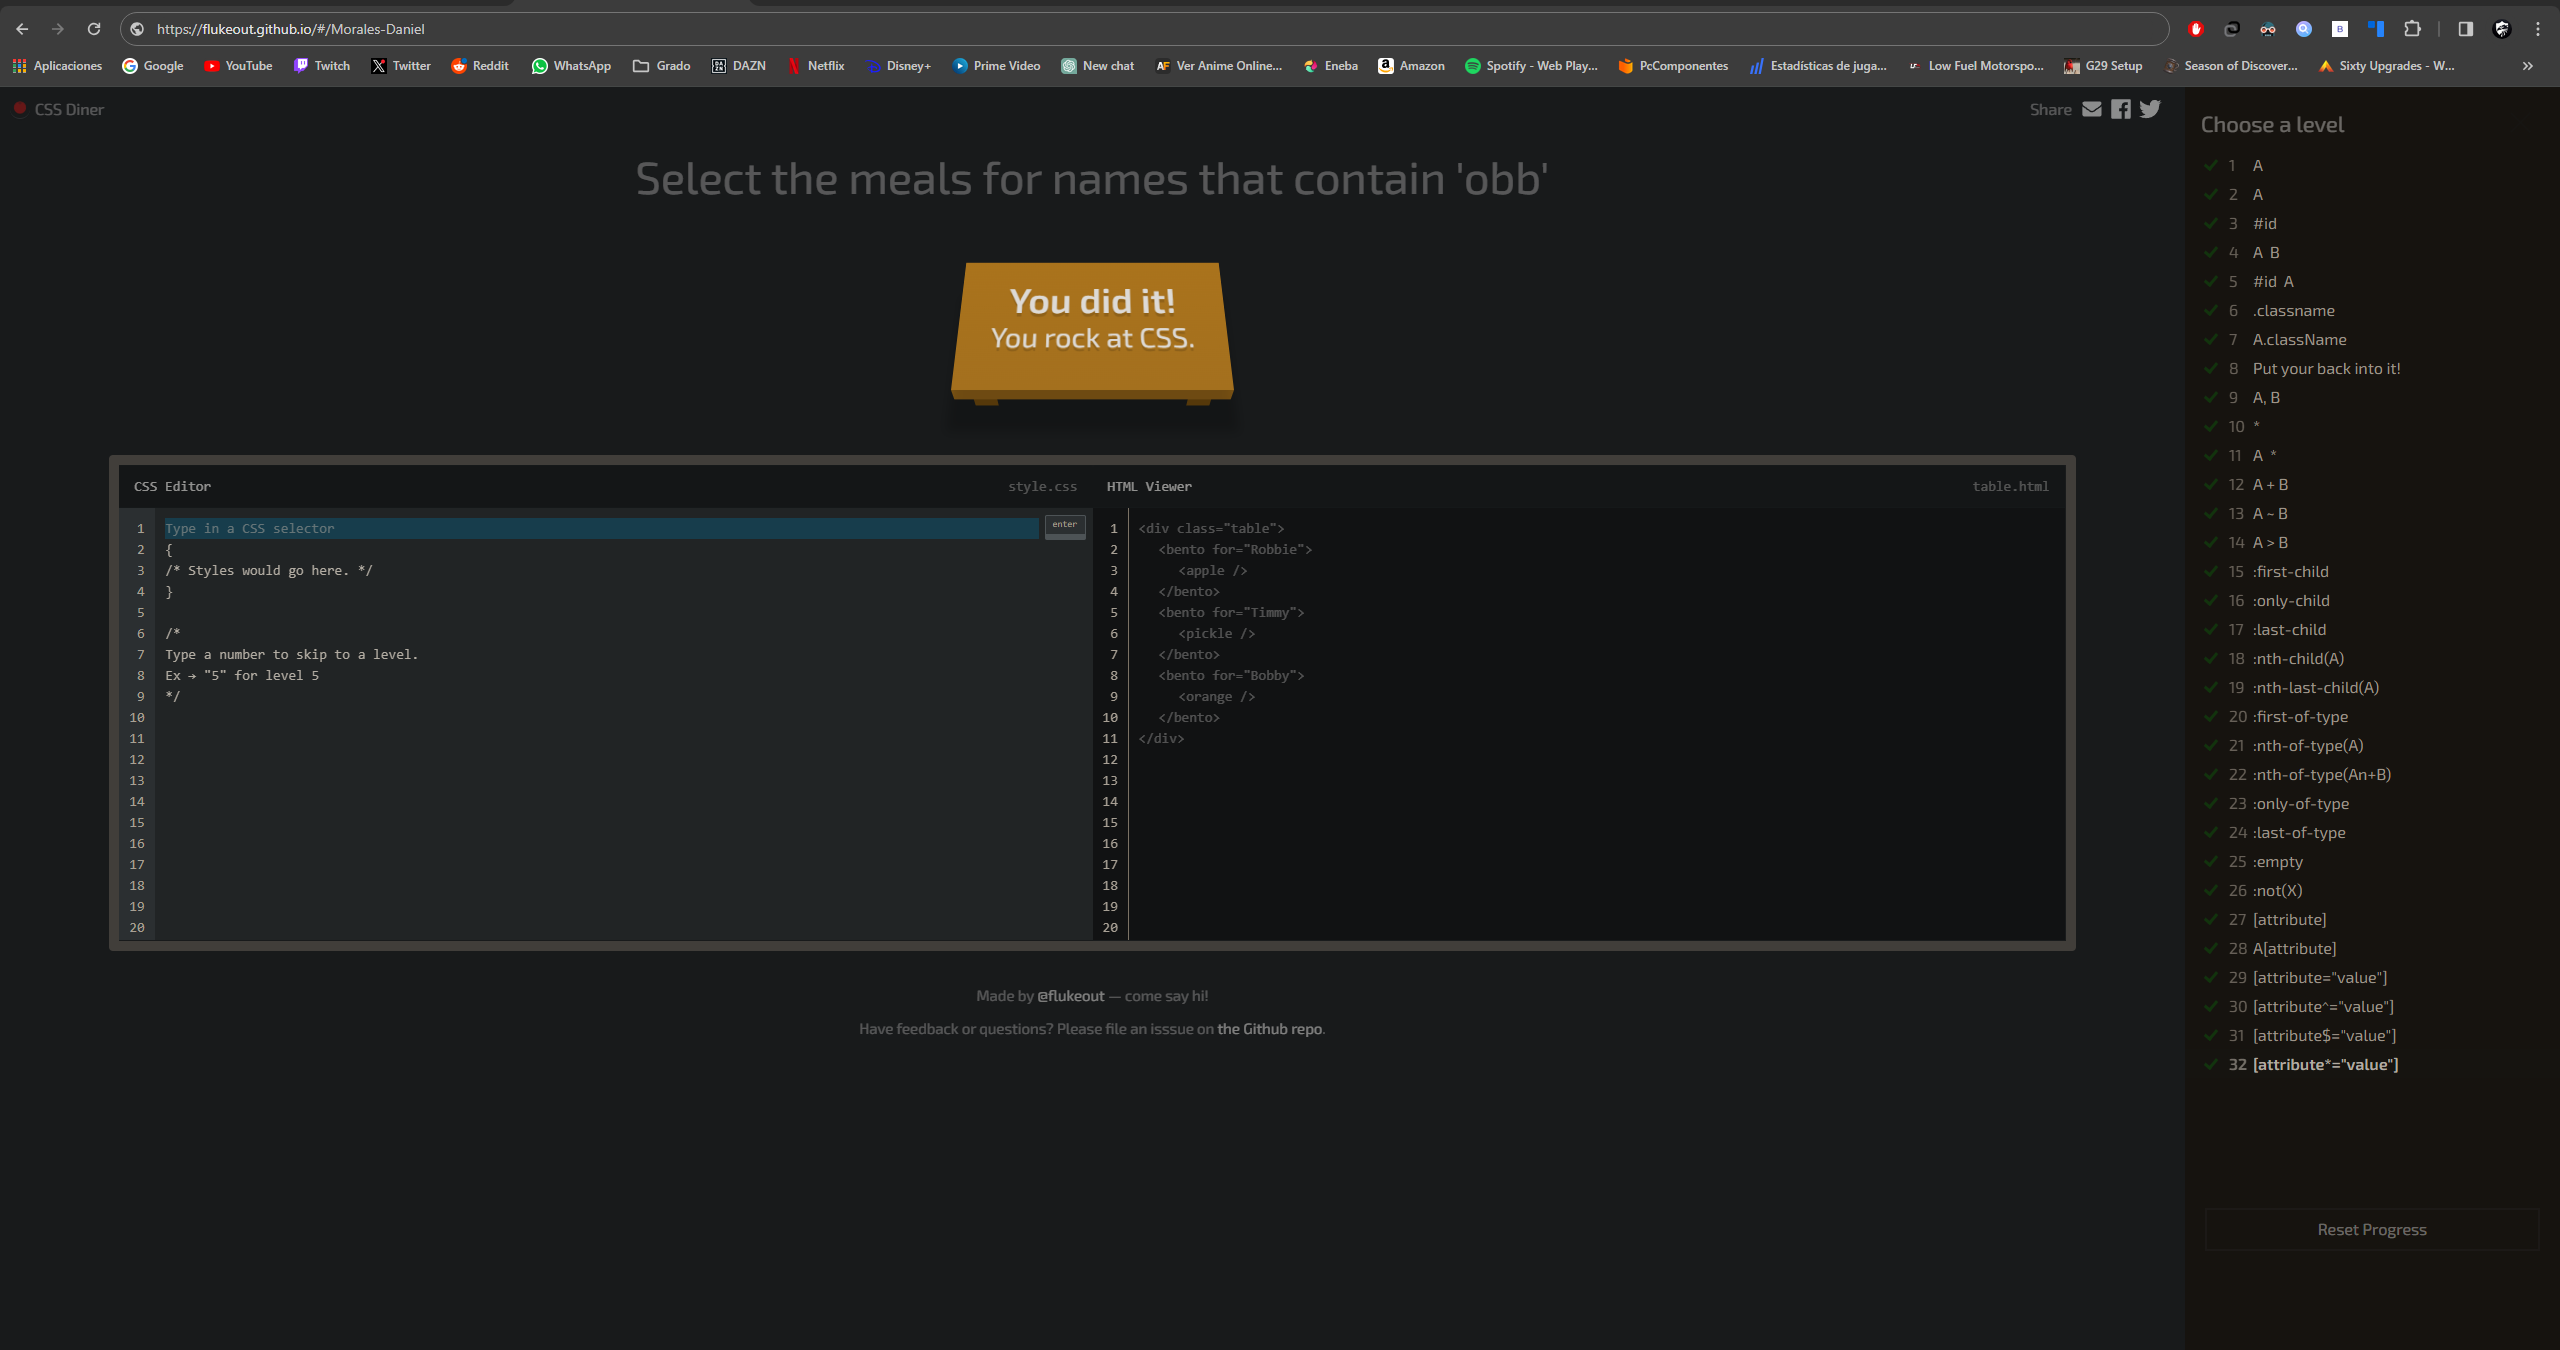 https://flukeout.github.io/#/Morales-Daniel
Aplicaciones Google YouTube Twitch Twitter Reddit WhatsApp Grado DAZN Netflix Disney+ Prime Video New chat Ver Anime Online... Eneba Amazon Spotify - Web Play... PcComponentes Estadísticas de juga... Low Fuel Motorspo... G29 Setup Season of Discover... Sixty Upgrades - W... »
CSS Diner
Share
Select the meals for names that contain 'obb'
You did it!
You rock at CSS.
CSS Editor style.css
1 Type in a CSS selector enter
2 {
3 /* Styles would go here. */
4 }
5
6 /*
7 Type a number to skip to a level.
8 Ex → "5" for level 5
9 */
10
11
12
13
14
15
16
17
18
19
20
HTML Viewer table.html
1 <div class="table">
2 <bento for="Robbie">
3 <apple />
4 </bento>
5 <bento for="Timmy">
6 <pickle />
7 </bento>
8 <bento for="Bobby">
9 <orange />
10 </bento>
11 </div>
12
13
14
15
16
17
18
19
20
Made by @flukeout — come say hi!
Have feedback or questions? Please file an isssue on the Github repo.
Choose a level
1 A
2 A
3 #id
4 A B
5 #id A
6 .classname
7 A.className
8 Put your back into it!
9 A, B
10 *
11 A *
12 A + B
13 A ~ B
14 A > B
15 :first-child
16 :only-child
17 :last-child
18 :nth-child(A)
19 :nth-last-child(A)
20 :first-of-type
21 :nth-of-type(A)
22 :nth-of-type(An+B)
23 :only-of-type
24 :last-of-type
25 :empty
26 :not(X)
27 [attribute]
28 A[attribute]
29 [attribute="value"]
30 [attribute^="value"]
31 [attribute$="value"]
32 [attribute*="value"]
Reset Progress